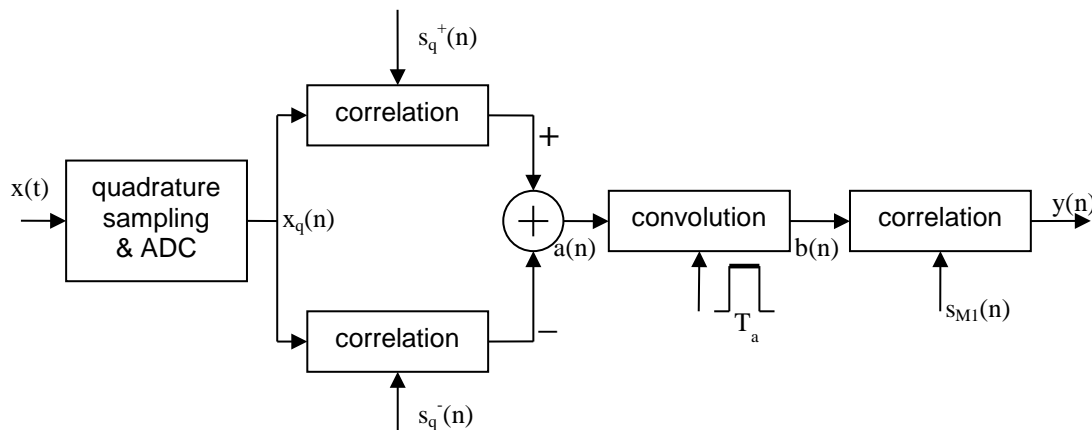 s_q^+(n)
correlation
+
x(t)
quadrature
sampling
& ADC
x_q(n)
+
a(n)
convolution
b(n)
correlation
y(n)
T_a
s_M1(n)
correlation
−
s_q^-(n)